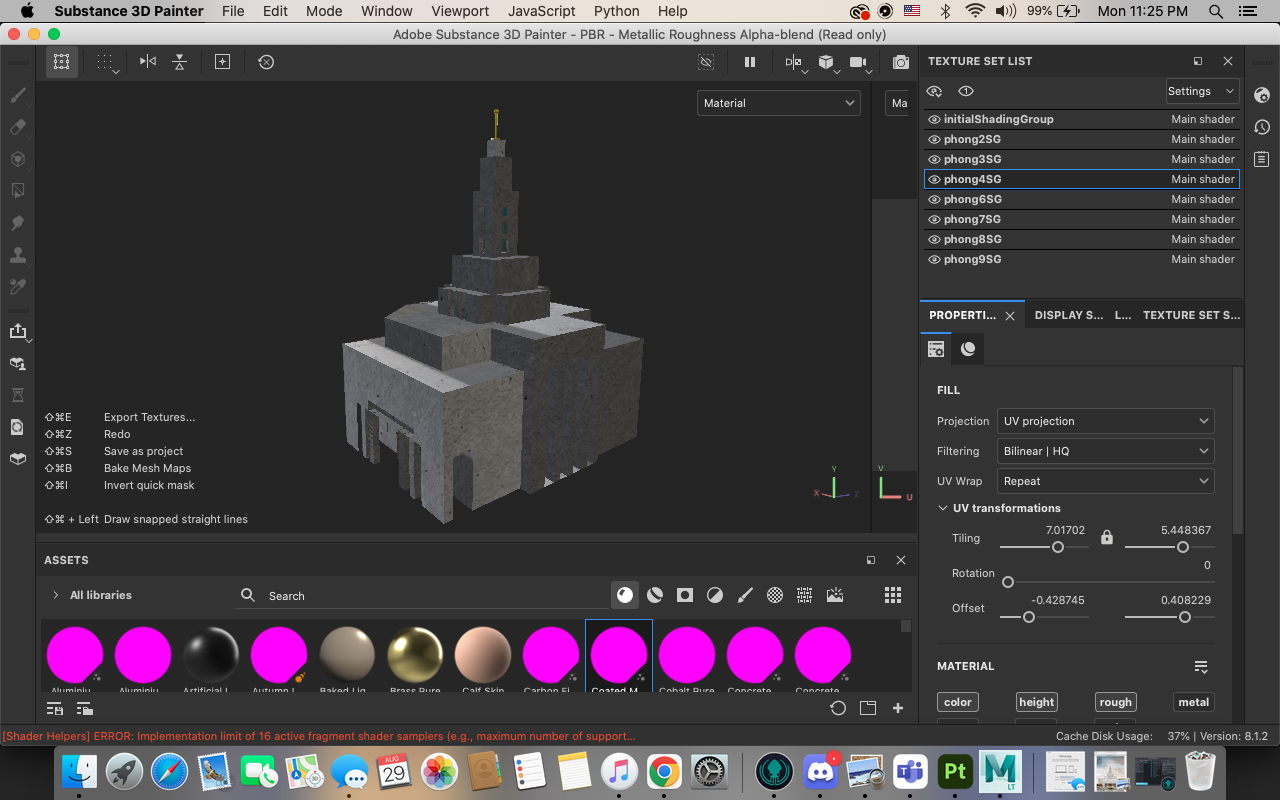 Substance 3D Painter File Edit Mode Window Viewport JavaScript Python Help 99% Mon 11:25 PM
Adobe Substance 3D Painter - PBR - Metallic Roughness Alpha-blend (Read only)
Material
Ma
TEXTURE SET LIST
1
Settings
initialShadingGroup Main shader
phong2SG Main shader
phong3SG Main shader
phong4SG Main shader
phong6SG Main shader
phong7SG Main shader
phong8SG Main shader
phong9SG Main shader
⇧⌘E Export Textures...
⇧⌘Z Redo
⇧⌘S Save as project
⇧⌘B Bake Mesh Maps
⇧⌘I Invert quick mask
⇧⌘ + Left Draw snapped straight lines
Y
X
Z
V
U
PROPERTI... DISPLAY S... L... TEXTURE SET S...
FILL
Projection UV projection
Filtering Bilinear | HQ
UV Wrap Repeat
UV transformations
Tiling 7.01702 5.448367
Rotation 0
Offset -0.428745 0.408229
MATERIAL
color height rough metal
ASSETS
All libraries Search
Aluminiu... Aluminiu... Artificial L... Autumn L... Baked Lig... Brass Pure Calf Skin Carbon Fi... Coated M... Cobalt Pure Concrete... Concrete...
[Shader Helpers] ERROR: Implementation limit of 16 active fragment shader samplers (e.g., maximum number of support...
Cache Disk Usage: 37% | Version: 8.1.2
AUG
29
Pt
M
LT